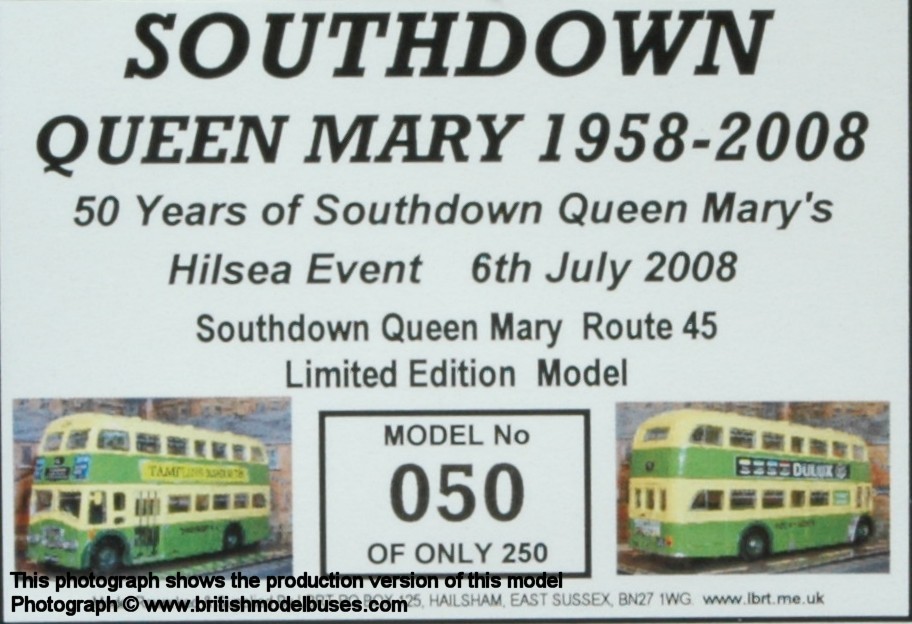 SOUTHDOWN
QUEEN MARY 1958-2008
50 Years of Southdown Queen Mary's
Hilsea Event 6th July 2008
Southdown Queen Mary Route 45
Limited Edition Model
MODEL No
050
OF ONLY 250
DULUX
This photograph shows the production version of this model
Photograph © www.britishmodelbuses.com
125, HAILSHAM, EAST SUSSEX, BN27 1WG. www.lbrt.me.uk